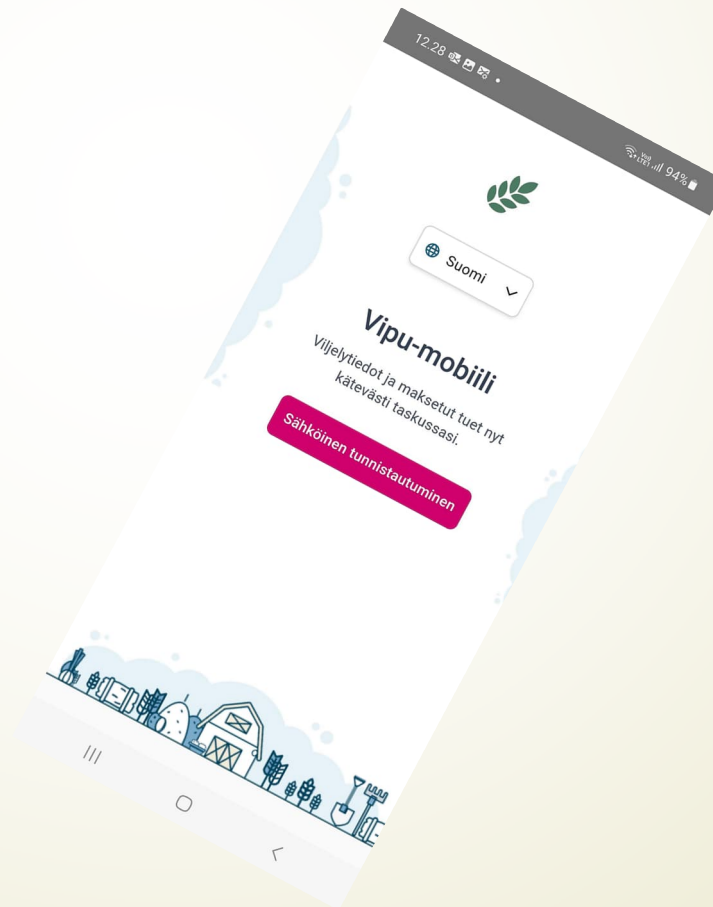 12.28
94%
Suomi
Vipu-mobiili
Viljelytiedot ja maksetut tuet nyt
kätevästi taskussasi.
Sähköinen tunnistautuminen